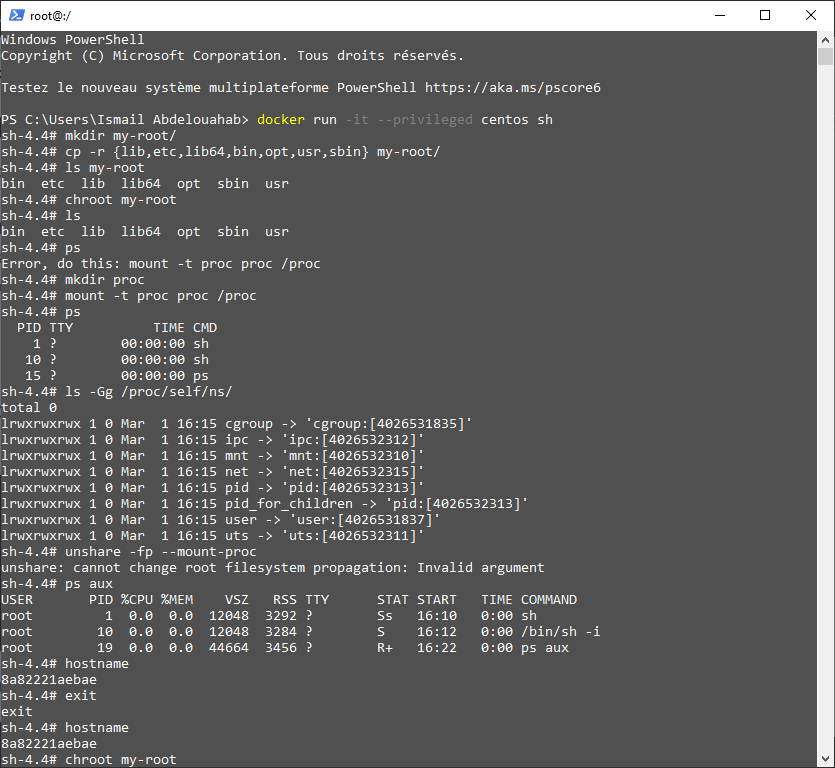 root@:/
Windows PowerShell
Copyright (C) Microsoft Corporation. Tous droits réservés.
Testez le nouveau système multiplateforme PowerShell https://aka.ms/pscore6
PS C:\Users\Ismail Abdelouahab> docker run -it --privileged centos sh
sh-4.4# mkdir my-root/
sh-4.4# cp -r {lib,etc,lib64,bin,opt,usr,sbin} my-root/
sh-4.4# ls my-root
bin  etc  lib  lib64  opt  sbin  usr
sh-4.4# chroot my-root
sh-4.4# ls
bin  etc  lib  lib64  opt  sbin  usr
sh-4.4# ps
Error, do this: mount -t proc proc /proc
sh-4.4# mkdir proc
sh-4.4# mount -t proc proc /proc
sh-4.4# ps
  PID TTY          TIME CMD
    1 ?        00:00:00 sh
   10 ?        00:00:00 sh
   15 ?        00:00:00 ps
sh-4.4# ls -Gg /proc/self/ns/
total 0
lrwxrwxrwx 1 0 Mar  1 16:15 cgroup -> 'cgroup:[4026531835]'
lrwxrwxrwx 1 0 Mar  1 16:15 ipc -> 'ipc:[4026532312]'
lrwxrwxrwx 1 0 Mar  1 16:15 mnt -> 'mnt:[4026532310]'
lrwxrwxrwx 1 0 Mar  1 16:15 net -> 'net:[4026532315]'
lrwxrwxrwx 1 0 Mar  1 16:15 pid -> 'pid:[4026532313]'
lrwxrwxrwx 1 0 Mar  1 16:15 pid_for_children -> 'pid:[4026532313]'
lrwxrwxrwx 1 0 Mar  1 16:15 user -> 'user:[4026531837]'
lrwxrwxrwx 1 0 Mar  1 16:15 uts -> 'uts:[4026532311]'
sh-4.4# unshare -fp --mount-proc
unshare: cannot change root filesystem propagation: Invalid argument
sh-4.4# ps aux
USER       PID %CPU %MEM    VSZ   RSS TTY      STAT START   TIME COMMAND
root         1  0.0  0.0  12048  3292 ?        Ss   16:10   0:00 sh
root        10  0.0  0.0  12048  3284 ?        S    16:12   0:00 /bin/sh -i
root        19  0.0  0.0  44664  3456 ?        R+   16:22   0:00 ps aux
sh-4.4# hostname
8a82221aebae
sh-4.4# exit
exit
sh-4.4# hostname
8a82221aebae
sh-4.4# chroot my-root